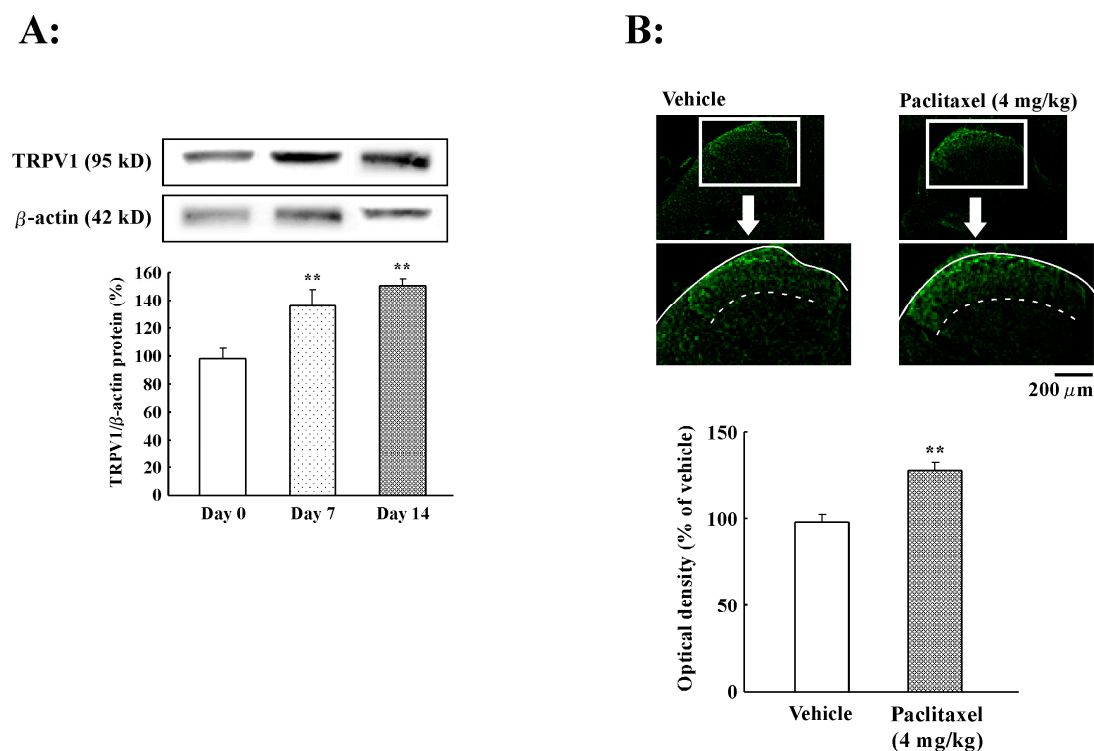 A:
TRPV1 (95 kD)
β-actin (42 kD)
TRPV1/β-actin protein (%)
160
140
120
100
80
60
40
20
0
**
**
Day 0
Day 7
Day 14
B:
Vehicle
Paclitaxel (4 mg/kg)
200 μm
Optical density (% of vehicle)
150
100
50
0
**
Vehicle
Paclitaxel
(4 mg/kg)